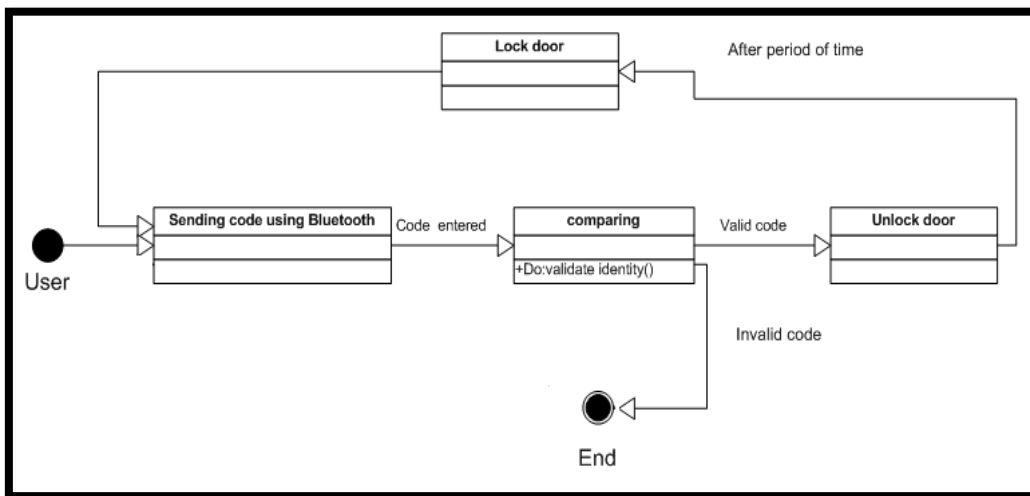 Lock door
After period of time
Sending code using Bluetooth
Code entered
comparing
Valid code
Unlock door
+Do:validate identity()
User
Invalid code
End